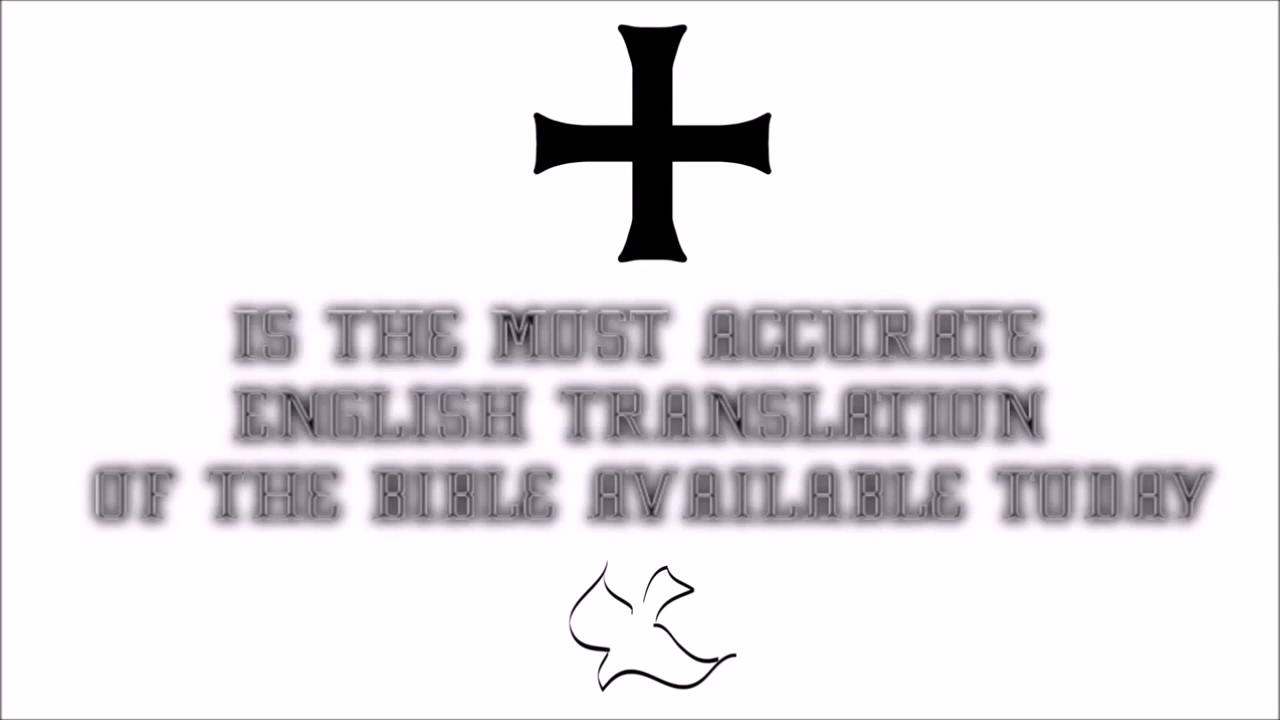 IS THE MOST ACCURATE
ENGLISH TRANSLATION
OF THE BIBLE AVAILABLE TODAY